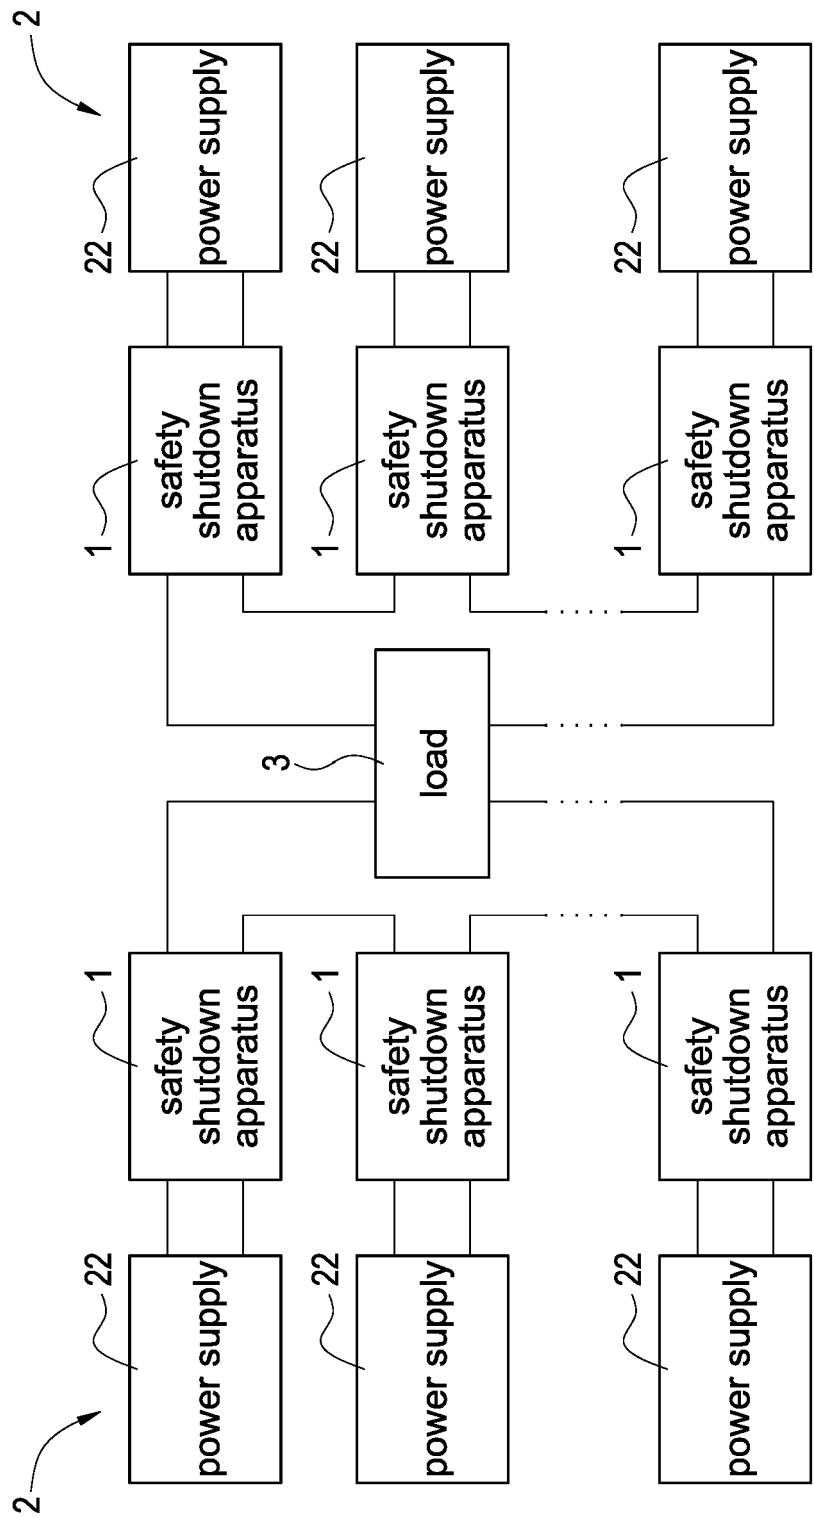 2
2
22
1
1
22
power supply
safety
shutdown
apparatus
safety
shutdown
apparatus
power supply
3
load
22
1
1
22
power supply
safety
shutdown
apparatus
safety
shutdown
apparatus
power supply
22
1
1
22
power supply
safety
shutdown
apparatus
safety
shutdown
apparatus
power supply